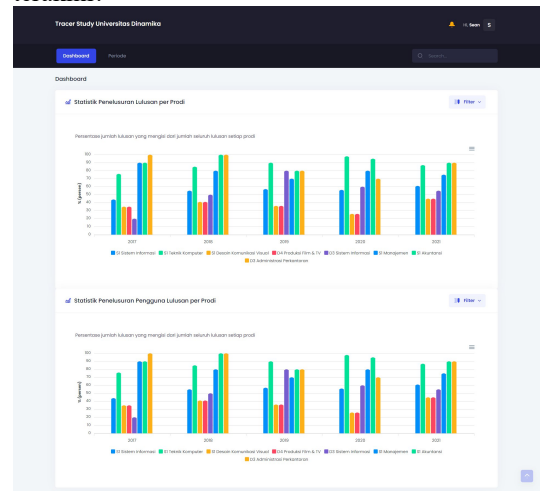 Tracer Study Universitas Dinamika
Hi, Sean S
Dashboard Periode
Search...
Dashboard
Statistik Penelusuran Lulusan per Prodi
Filter
Persentase jumlah lulusan yang mengisi dari jumlah seluruh lulusan setiap prodi
% (persen)
100
90
80
70
60
50
40
30
20
10
0
2017 2018 2019 2020 2021
S1 Sistem Informasi S1 Teknik Komputer S1 Desain Komunikasi Visual D4 Produksi Film & TV D3 Sistem Informasi S1 Manajemen S1 Akuntansi
D3 Administrasi Perkantoran
Statistik Penelusuran Pengguna Lulusan per Prodi
Filter
Persentase jumlah lulusan yang mengisi dari jumlah seluruh lulusan setiap prodi
% (persen)
100
90
80
70
60
50
40
30
20
10
0
2017 2018 2019 2020 2021
S1 Sistem Informasi S1 Teknik Komputer S1 Desain Komunikasi Visual D4 Produksi Film & TV D3 Sistem Informasi S1 Manajemen S1 Akuntansi
D3 Administrasi Perkantoran